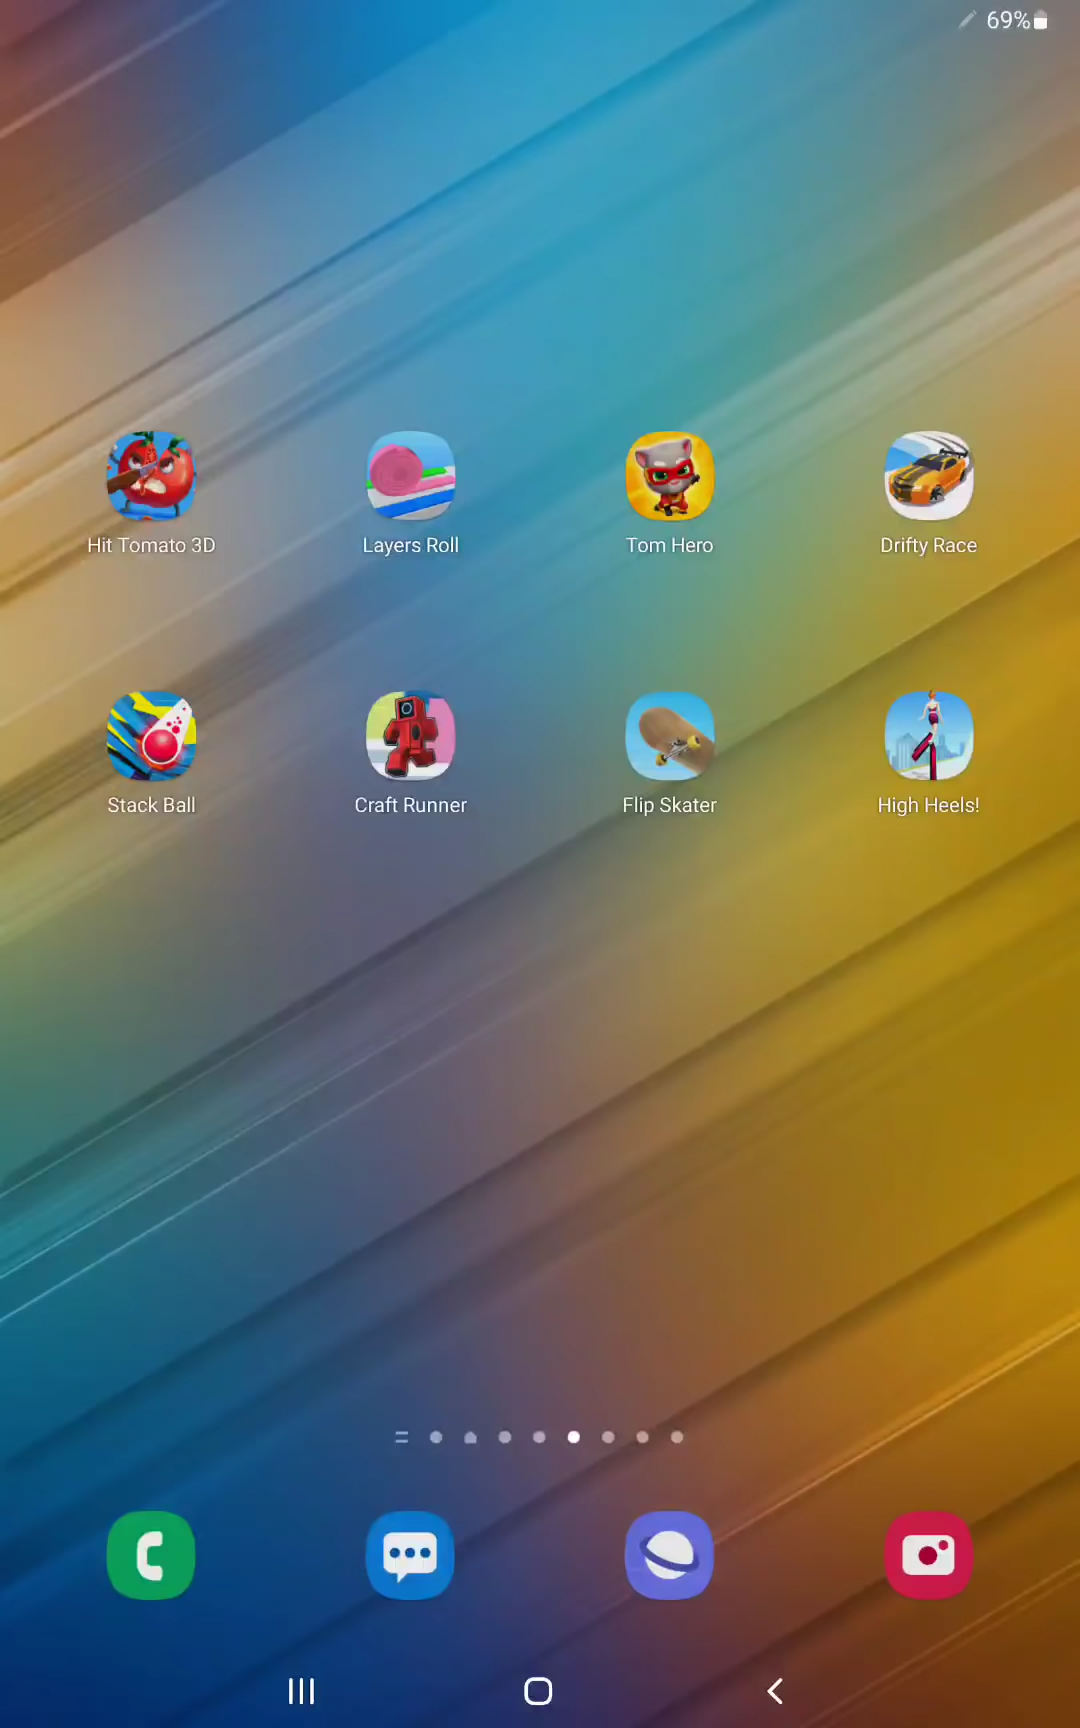 69%
Hit Tomato 3D
Layers Roll
Tom Hero
Drifty Race
Stack Ball
Craft Runner
Flip Skater
High Heels!